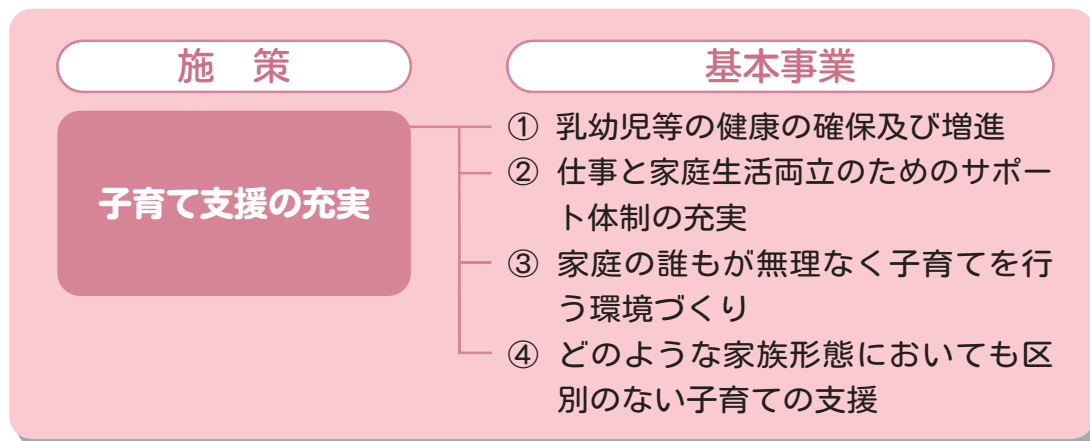 施　策
基本事業
子育て支援の充実
① 乳幼児等の健康の確保及び増進
② 仕事と家庭生活両立のためのサポー
ト体制の充実
③ 家庭の誰もが無理なく子育てを行
う環境づくり
④ どのような家族形態においても区
別のない子育ての支援